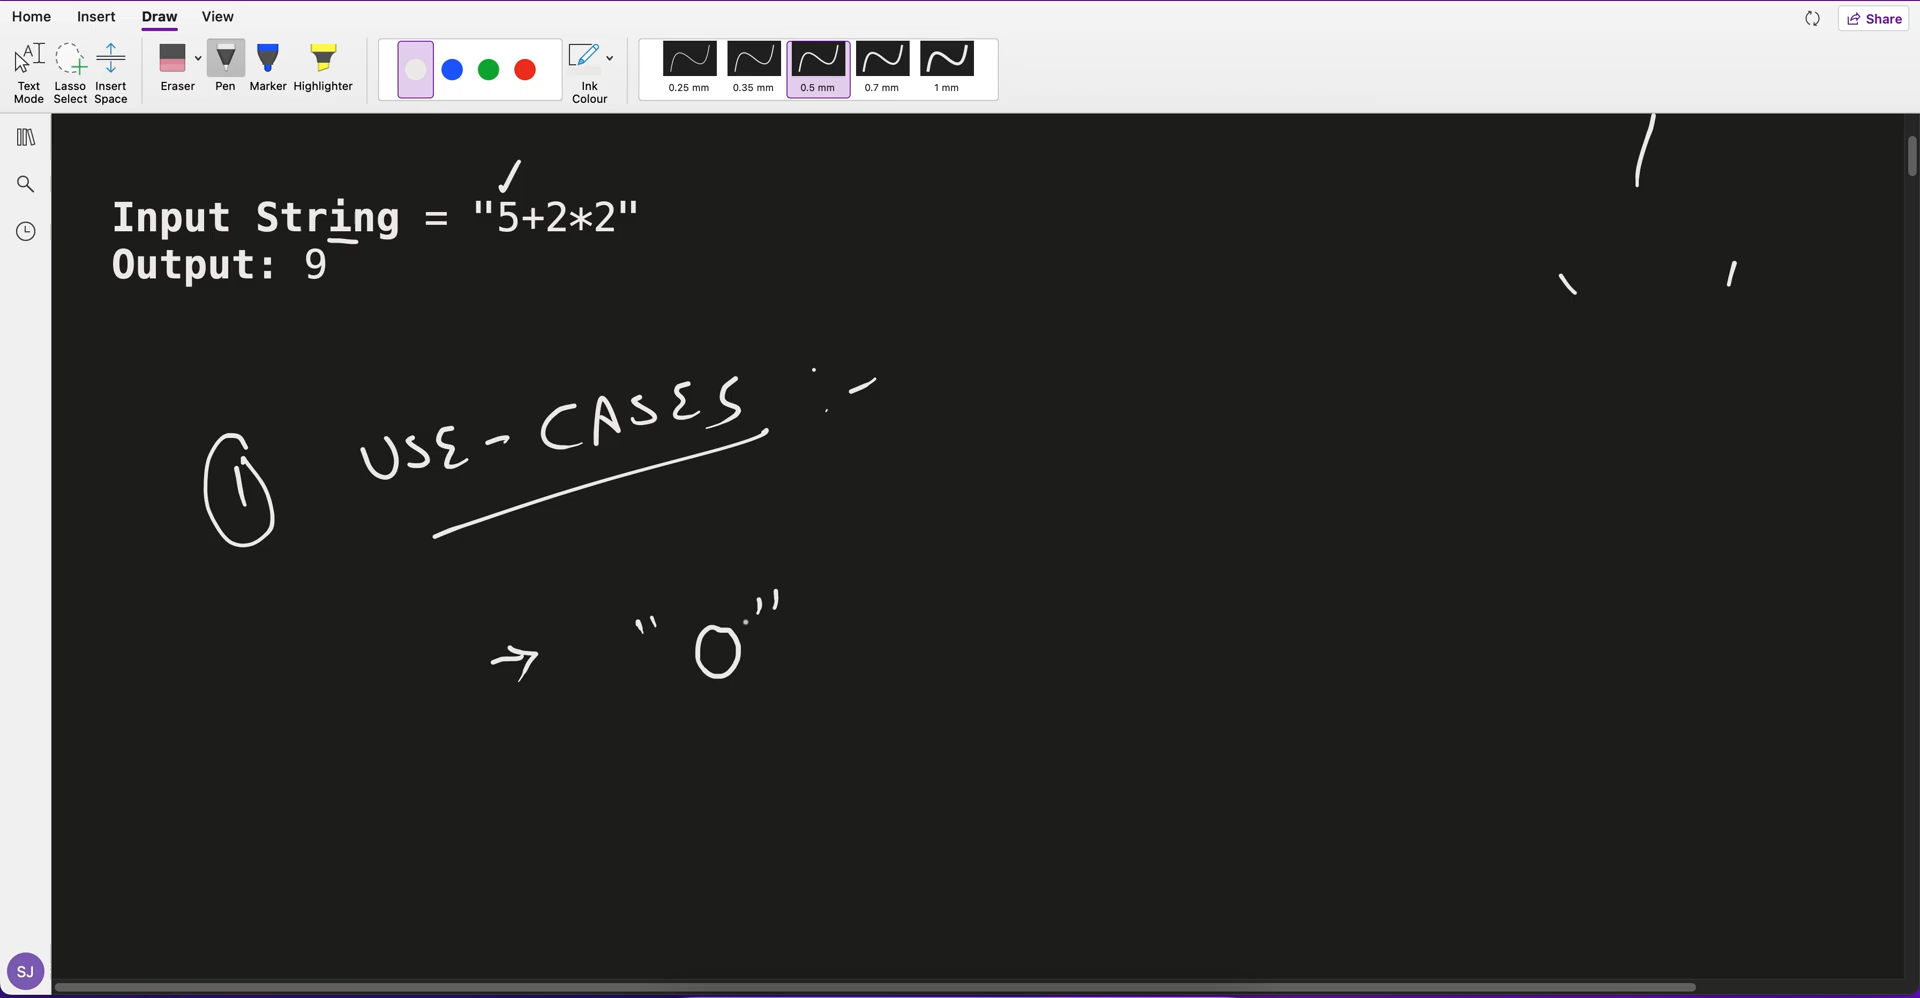 Home Insert Draw View
Share
Text Mode
Lasso Select
Insert Space
Eraser
Pen
Marker
Highlighter
Ink Colour
0.25 mm
0.35 mm
0.5 mm
0.7 mm
1 mm
Input String = "5+2*2"
Output: 9
① USE-CASES :-
→ "0"
SJ